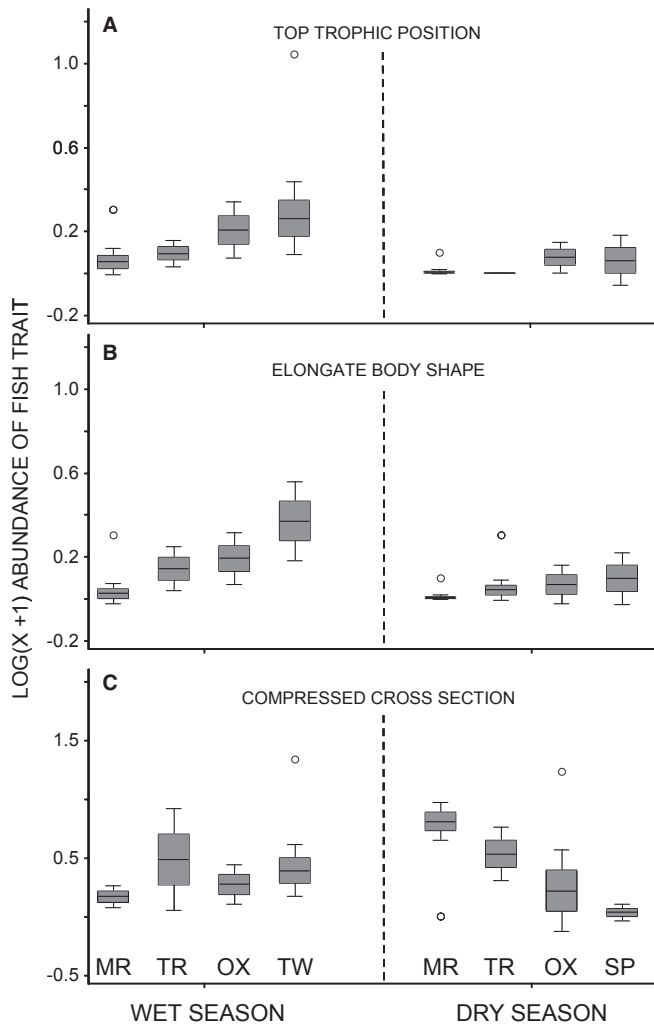 A
TOP TROPHIC POSITION
1.0
0.6
0.2
-0.2
B
ELONGATE BODY SHAPE
1.0
0.6
0.2
-0.2
LOG(X +1) ABUNDANCE OF FISH TRAIT
C
COMPRESSED CROSS SECTION
1.5
0.5
-0.5
MR TR OX TW MR TR OX SP
WET SEASON DRY SEASON